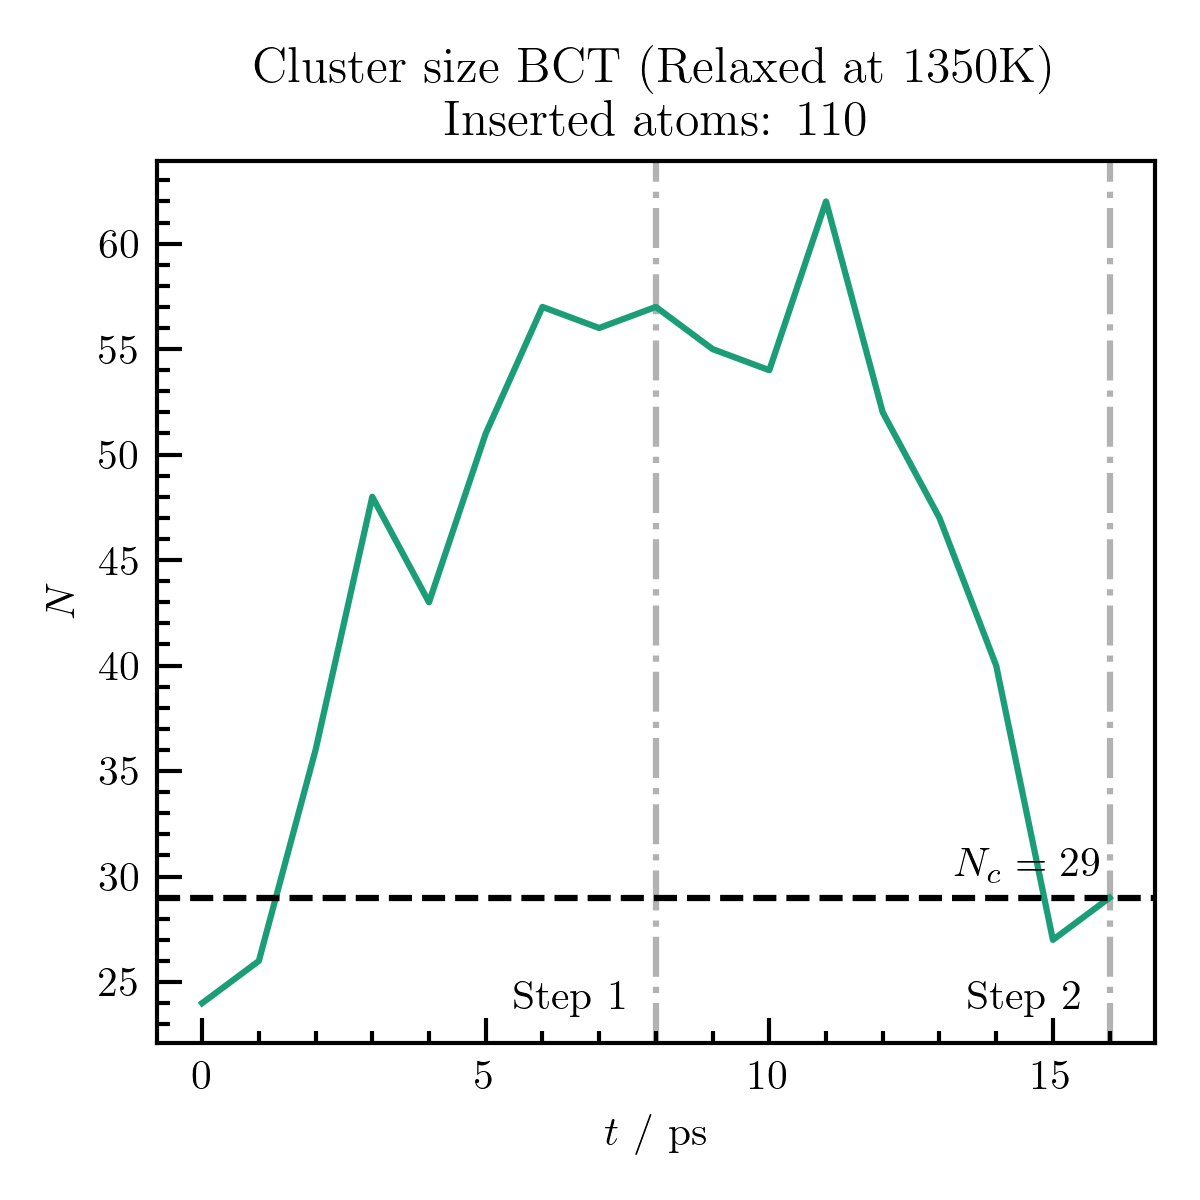 Cluster size BCT (Relaxed at 1350K)
Inserted atoms: 110
60
55
50
45
40
35
30
25
N
N_c = 29
Step 1
Step 2
0 5 10 15
t / ps